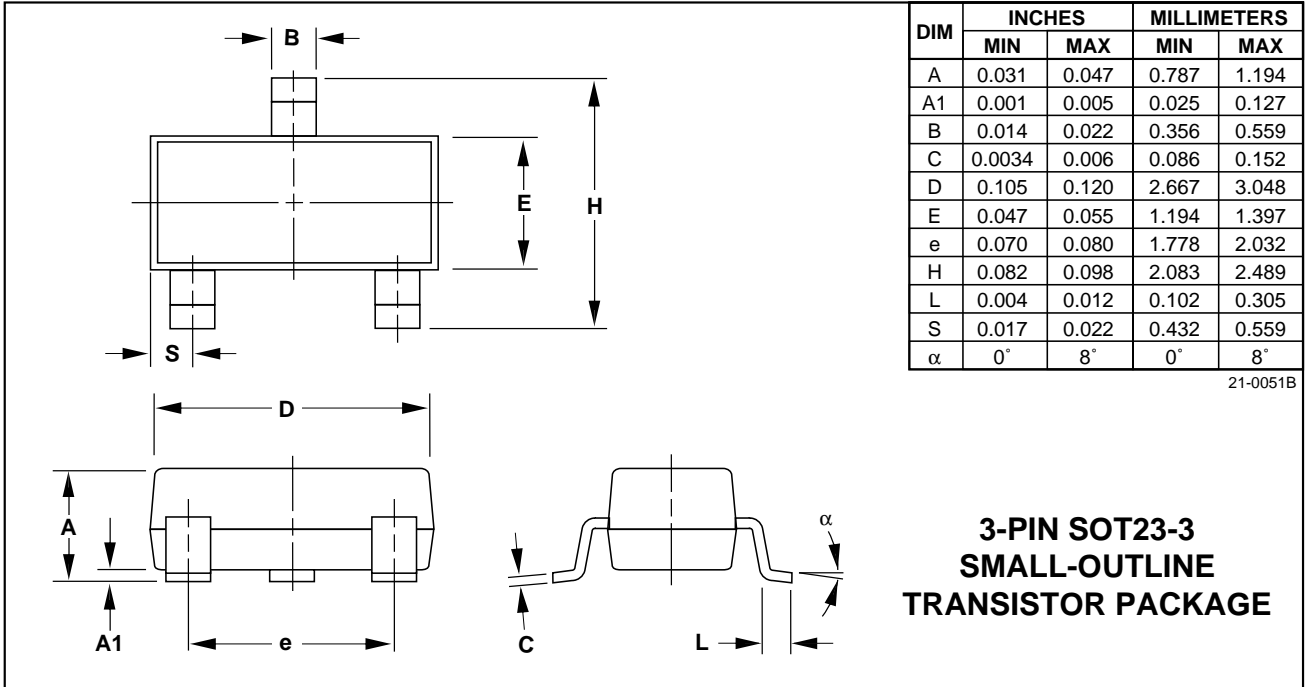 B
E
H
S
D
A
A1
e
C
L
α
DIM INCHES MILLIMETERS
MIN MAX MIN MAX
A 0.031 0.047 0.787 1.194
A1 0.001 0.005 0.025 0.127
B 0.014 0.022 0.356 0.559
C 0.0034 0.006 0.086 0.152
D 0.105 0.120 2.667 3.048
E 0.047 0.055 1.194 1.397
e 0.070 0.080 1.778 2.032
H 0.082 0.098 2.083 2.489
L 0.004 0.012 0.102 0.305
S 0.017 0.022 0.432 0.559
α 0° 8° 0° 8°
21-0051B
3-PIN SOT23-3
SMALL-OUTLINE
TRANSISTOR PACKAGE